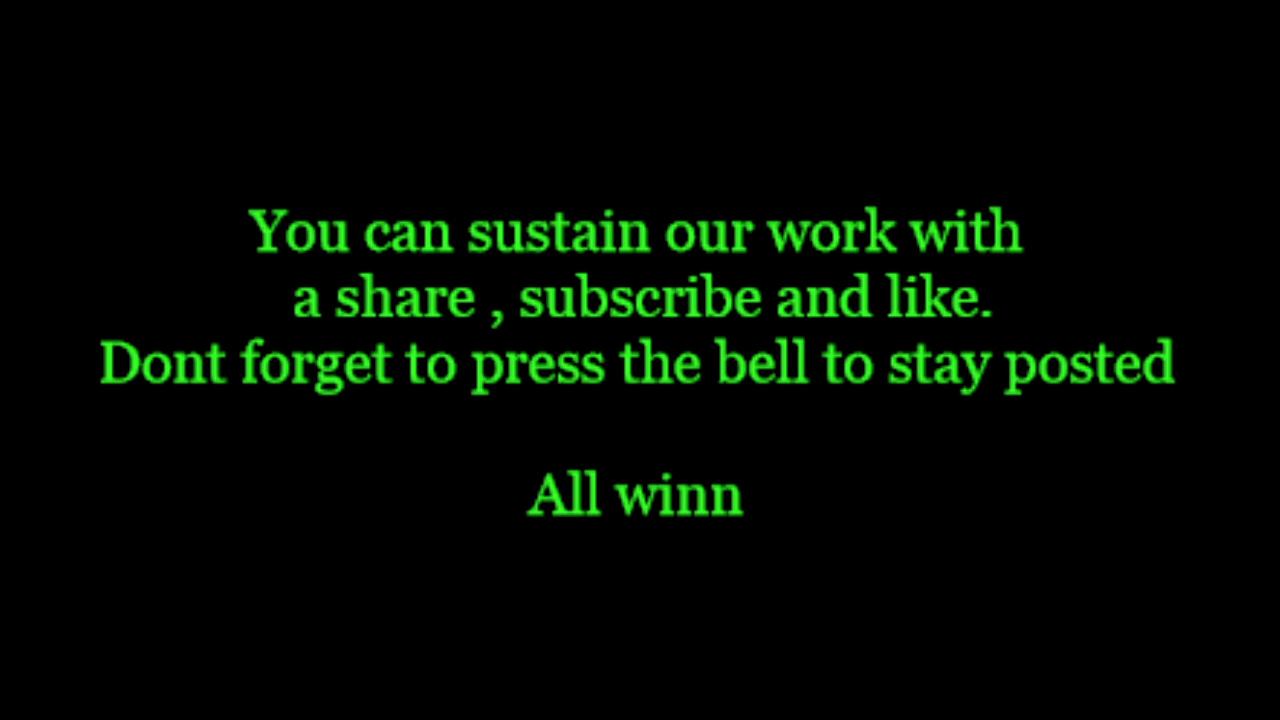 You can sustain our work with
a share , subscribe and like.
Dont forget to press the bell to stay posted
All winn